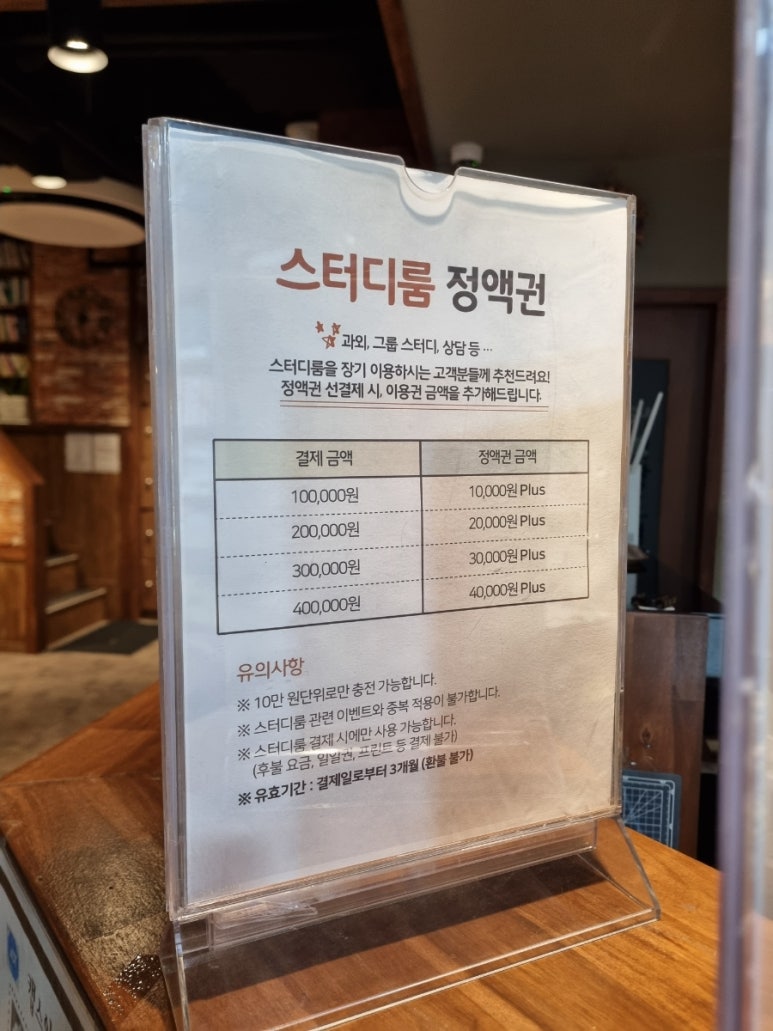 스터디룸 정액권
과외, 그룹 스터디, 상담 등 …
스터디룸을 장기 이용하시는 고객분들께 추천드려요!
정액권 선결제 시, 이용권 금액을 추가해드립니다.
결제 금액 정액권 금액
100,000원 10,000원 Plus
200,000원 20,000원 Plus
300,000원 30,000원 Plus
400,000원 40,000원 Plus
유의사항
※ 10만 원단위로만 충전 가능합니다.
※ 스터디룸 관련 이벤트와 중복 적용이 불가합니다.
※ 스터디룸 결제 시에만 사용 가능합니다.
(후불 요금, 일일권, 프린트 등 결제 불가)
※ 유효기간 : 결제일로부터 3개월 (환불 불가)